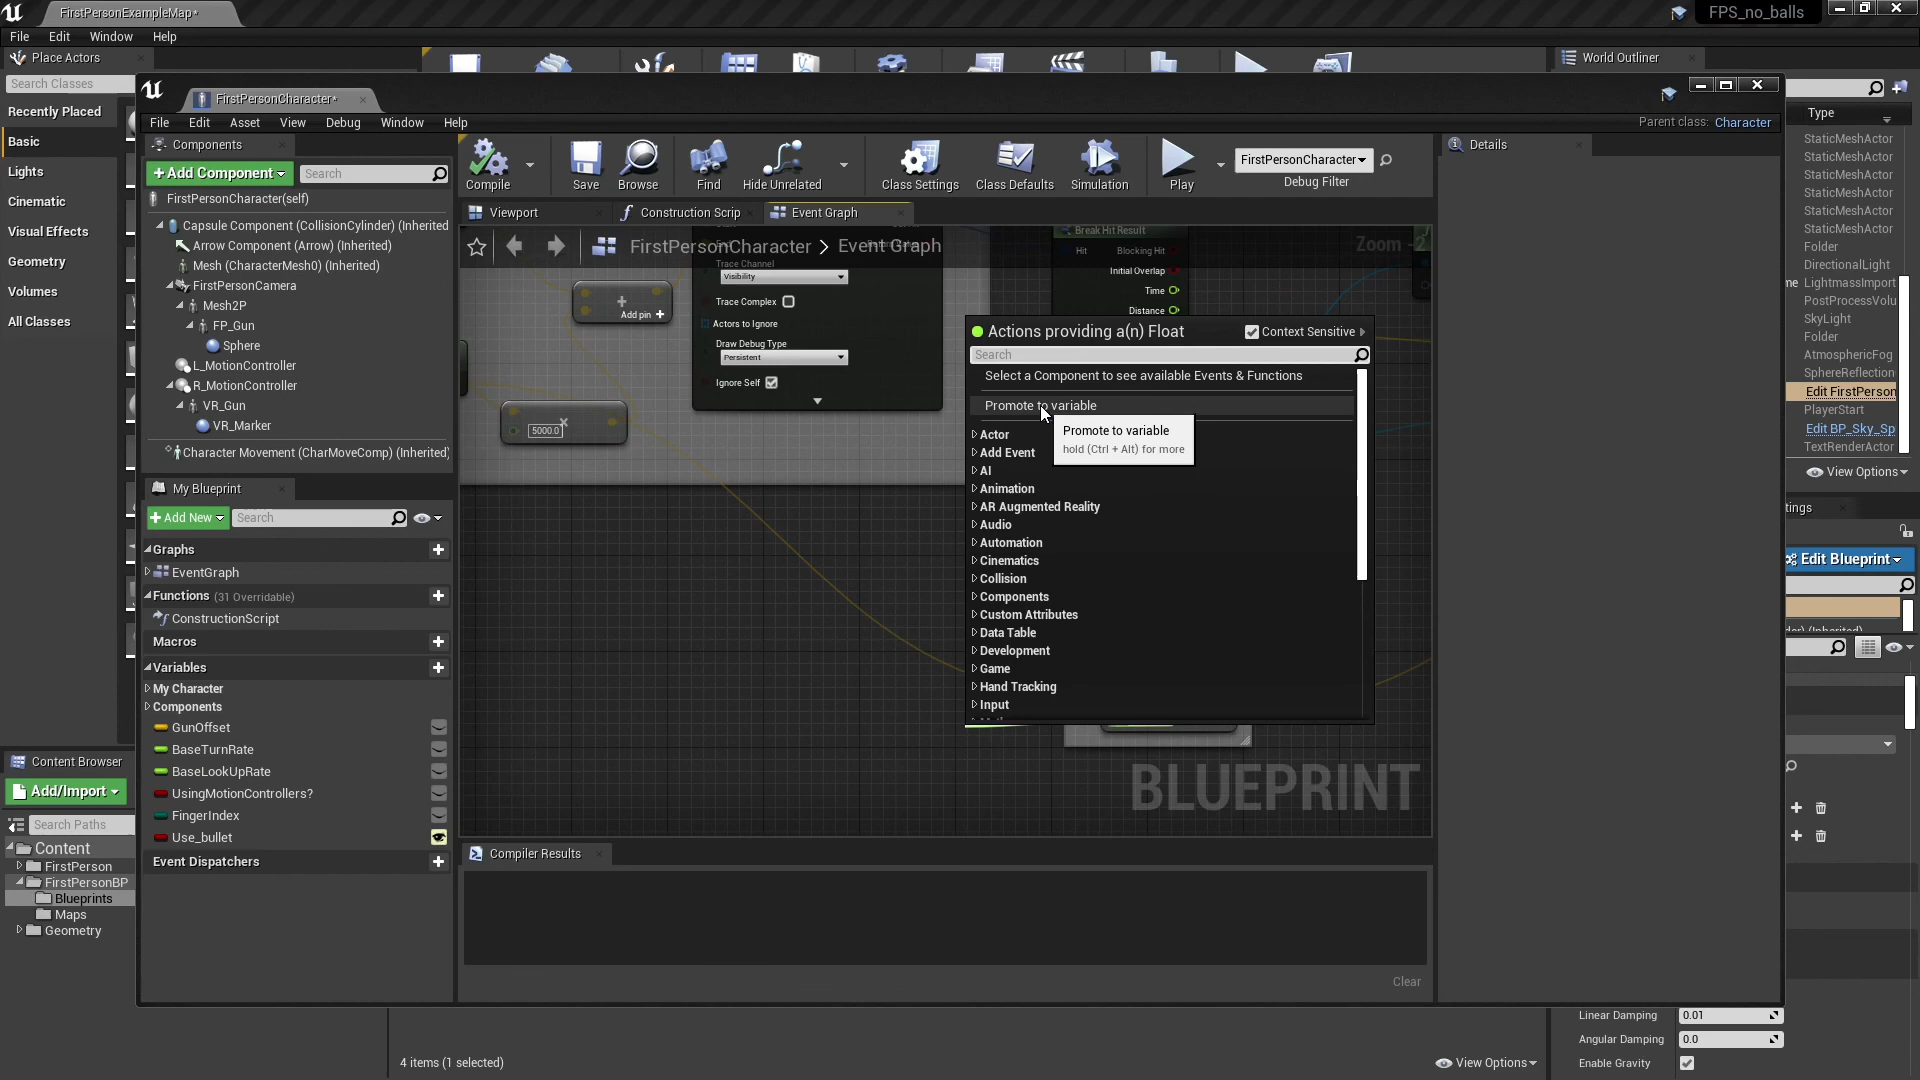 FirstPersonExampleMap*
FPS_no_balls
File Edit Window Help
Place Actors
World Outliner
Search Classes
Recently Placed
Basic
Lights
Cinematic
Visual Effects
Geometry
Volumes
All Classes
FirstPersonCharacter*
File Edit Asset View Debug Window Help
Parent class: Character
Components
+Add Component
Search
FirstPersonCharacter(self)
Capsule Component (CollisionCylinder) (Inherited
Arrow Component (Arrow) (Inherited)
Mesh (CharacterMesh0) (Inherited)
FirstPersonCamera
Mesh2P
FP_Gun
Sphere
L_MotionController
R_MotionController
VR_Gun
VR_Marker
Character Movement (CharMoveComp) (Inherited)
My Blueprint
+Add New
Search
Graphs
EventGraph
Functions (31 Overridable)
ConstructionScript
Macros
Variables
My Character
Components
GunOffset
BaseTurnRate
BaseLookUpRate
UsingMotionControllers?
FingerIndex
Use_bullet
Event Dispatchers
Compile
Save
Browse
Find
Hide Unrelated
Class Settings
Class Defaults
Simulation
Play
FirstPersonCharacter
Debug Filter
Viewport
Construction Scrip
Event Graph
FirstPersonCharacter > Event Graph
Zoom -2
Trace Channel
Visibility
Trace Complex
Actors to Ignore
Draw Debug Type
Persistent
Ignore Self
+
Add pin +
5000.0
Break Hit Result
Hit
Blocking Hit
Initial Overlap
Time
Distance
Actions providing a(n) Float
Context Sensitive
Search
Select a Component to see available Events & Functions
Promote to variable
Promote to variable
hold (Ctrl + Alt) for more
Actor
Add Event
AI
Animation
AR Augmented Reality
Audio
Automation
Cinematics
Collision
Components
Custom Attributes
Data Table
Development
Game
Hand Tracking
Input
BLUEPRINT
Compiler Results
Clear
Details
Type
StaticMeshActor
StaticMeshActor
StaticMeshActor
StaticMeshActor
StaticMeshActor
StaticMeshActor
Folder
DirectionalLight
me LightmassImport
PostProcessVolu
SkyLight
Folder
AtmosphericFog
SphereReflection
Edit FirstPerson
PlayerStart
Edit BP_Sky_Sp
TextRenderActor
View Options
tings
Edit Blueprint
Content Browser
Add/Import
Search Paths
Content
FirstPerson
FirstPersonBP
Blueprints
Maps
Geometry
4 items (1 selected)
View Options
Linear Damping 0.01
Angular Damping 0.0
Enable Gravity